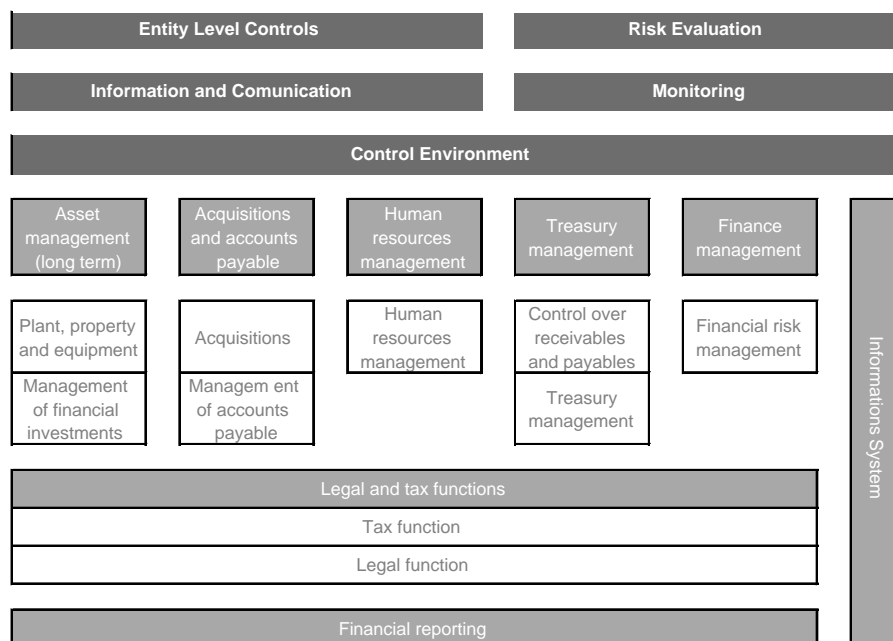 Entity Level Controls
Risk Evaluation
Information and Comunication
Monitoring
Control Environment
Asset
management
(long term)
Acquisitions
and accounts
payable
Human
resources
management
Treasury
management
Finance
management
Plant, property
and equipment
Acquisitions
Human
resources
management
Control over
receivables
and payables
Financial risk
management
Management
of financial
investments
Managem ent
of accounts
payable
Treasury
management
Informations System
Legal and tax functions
Tax function
Legal function
Financial reporting